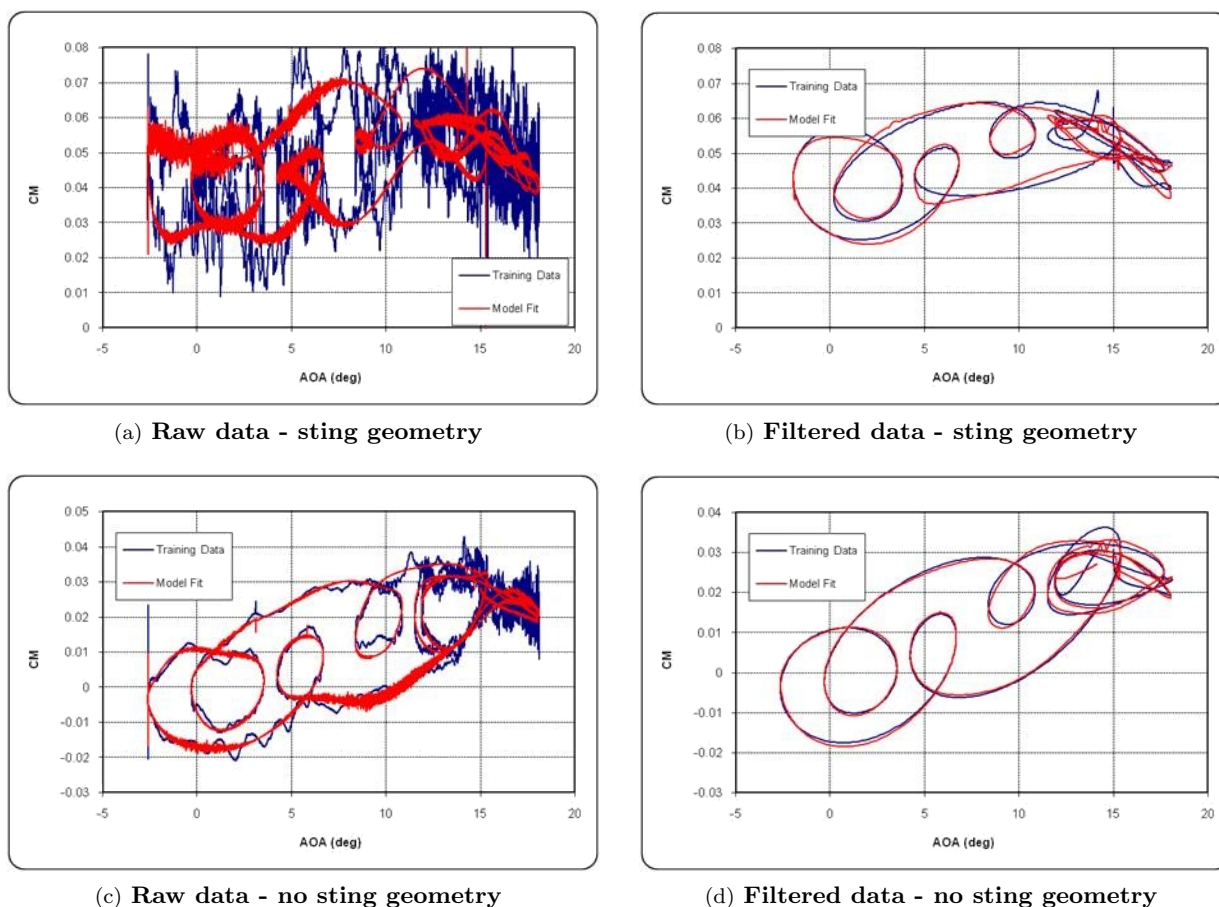 0.08
0.07
0.06
0.05
0.04
0.03
0.02
0.01
0
CM
Training Data
Model Fit
-5 0 5 10 15 20
AOA (deg)
(a) Raw data - sting geometry
0.08
0.07
0.06
0.05
0.04
0.03
0.02
0.01
0
CM
Training Data
Model Fit
-5 0 5 10 15 20
AOA (deg)
(b) Filtered data - sting geometry
0.05
0.04
0.03
0.02
0.01
0
-0.01
-0.02
-0.03
CM
Training Data
Model Fit
-5 0 5 10 15 20
AOA (deg)
(c) Raw data - no sting geometry
0.04
0.03
0.02
0.01
0.00
-0.01
-0.02
-0.03
CM
Training Data
Model Fit
-5 0 5 10 15 20
AOA (deg)
(d) Filtered data - no sting geometry